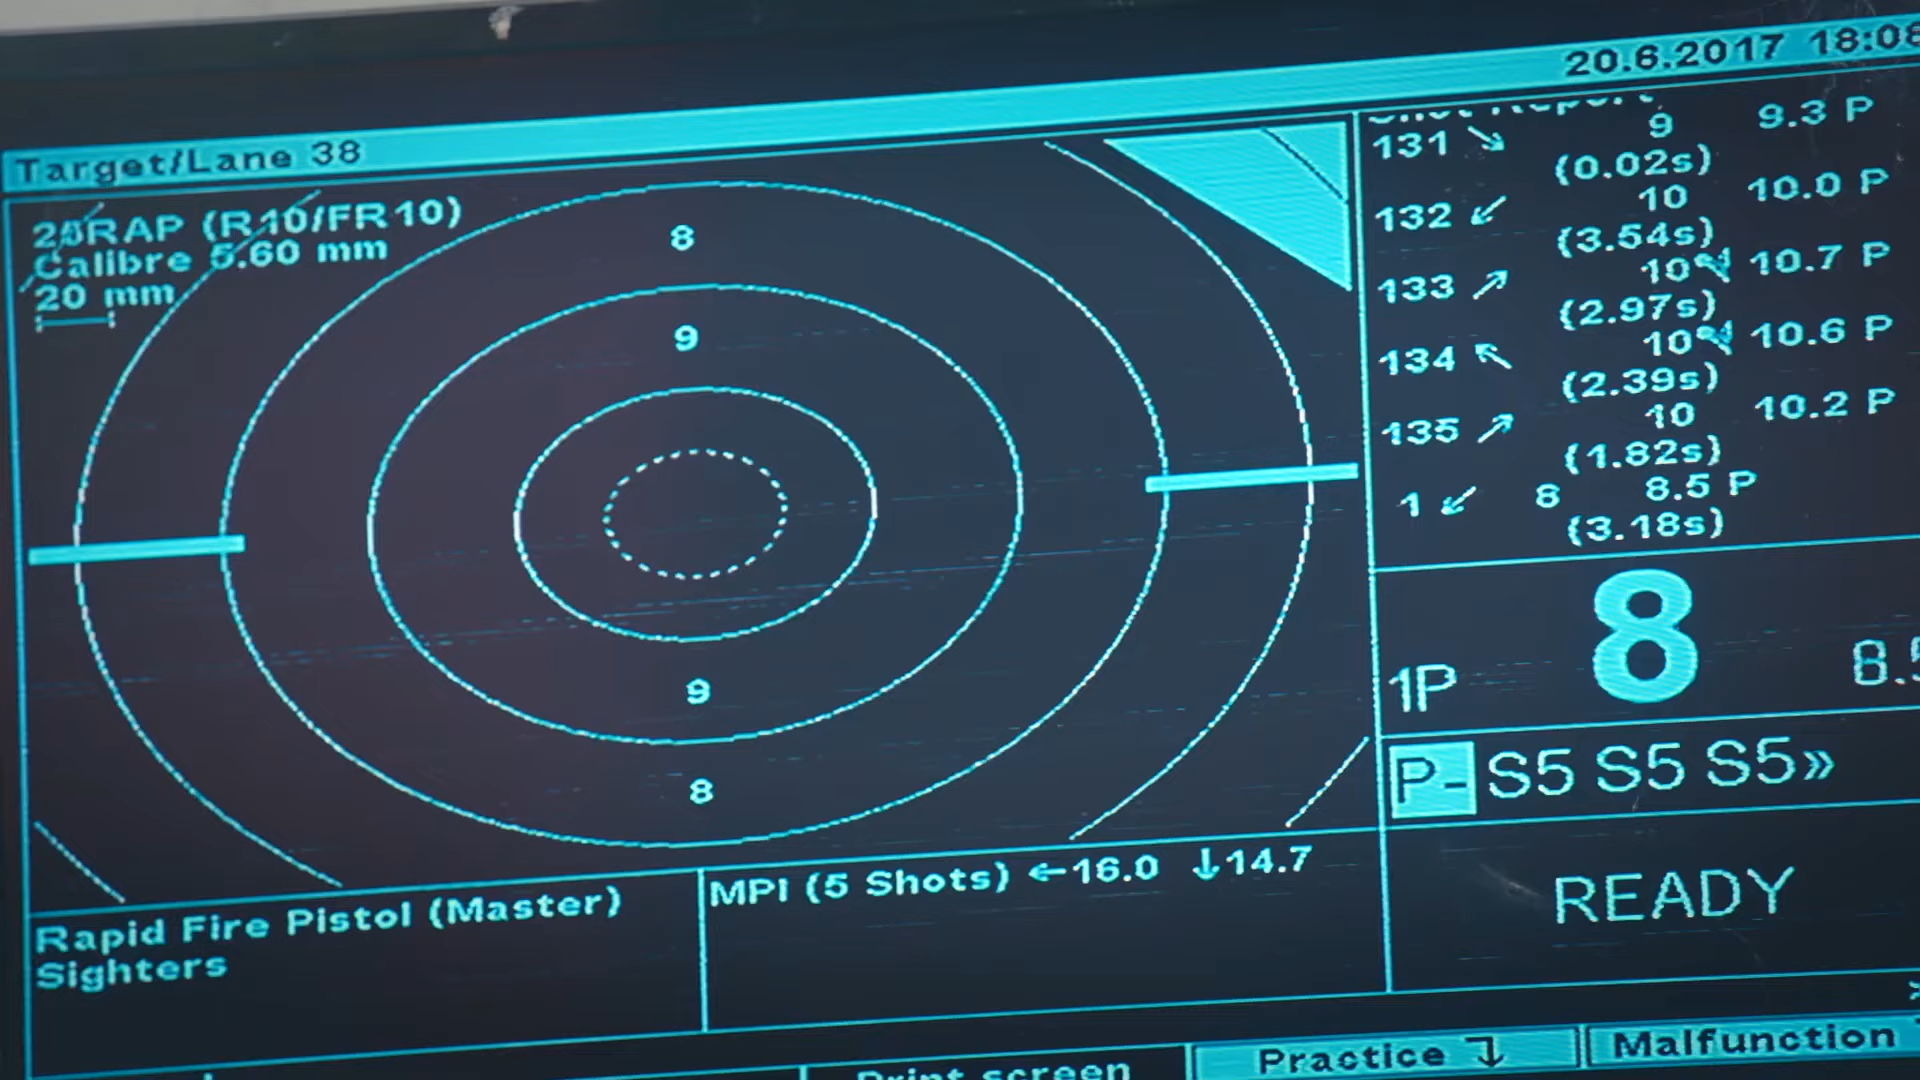 20.6.2017 18:08
Target/Lane 38
25RAP (R10/FR10)
Calibre 5.60 mm
20 mm
8
9
9
8
Shot Report
131 ↘ 9 9.3 P
(0.02s)
132 ↙ 10 10.0 P
(3.54s)
133 ↗ 10 10.7 P
(2.97s)
134 ↖ 10 10.6 P
(2.39s)
135 ↗ 10 10.2 P
(1.82s)
1 ↙ 8 8.5 P
(3.18s)
1P 8 8.5
P- S5 S5 S5»
READY
Rapid Fire Pistol (Master)
Sighters
MPI (5 Shots) ←16.0 ↓14.7
Print screen
Practice
Malfunction